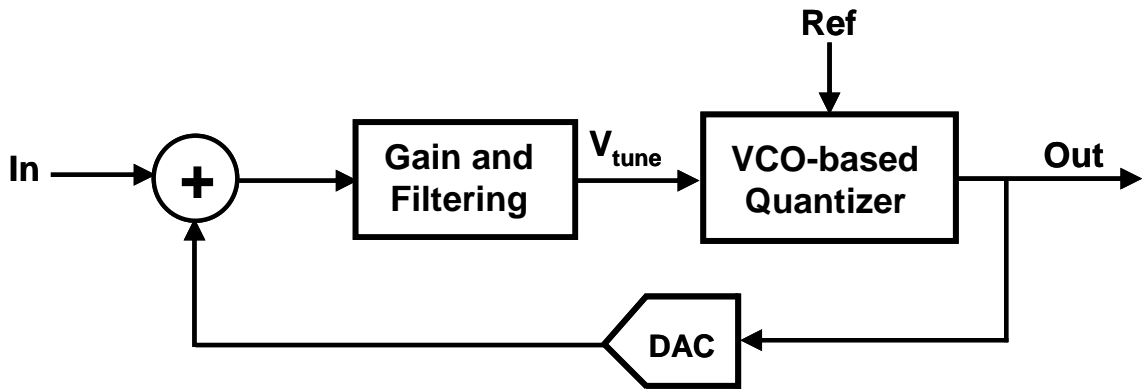 Ref
In
+
Gain and
Filtering
Vtune
VCO-based
Quantizer
Out
DAC